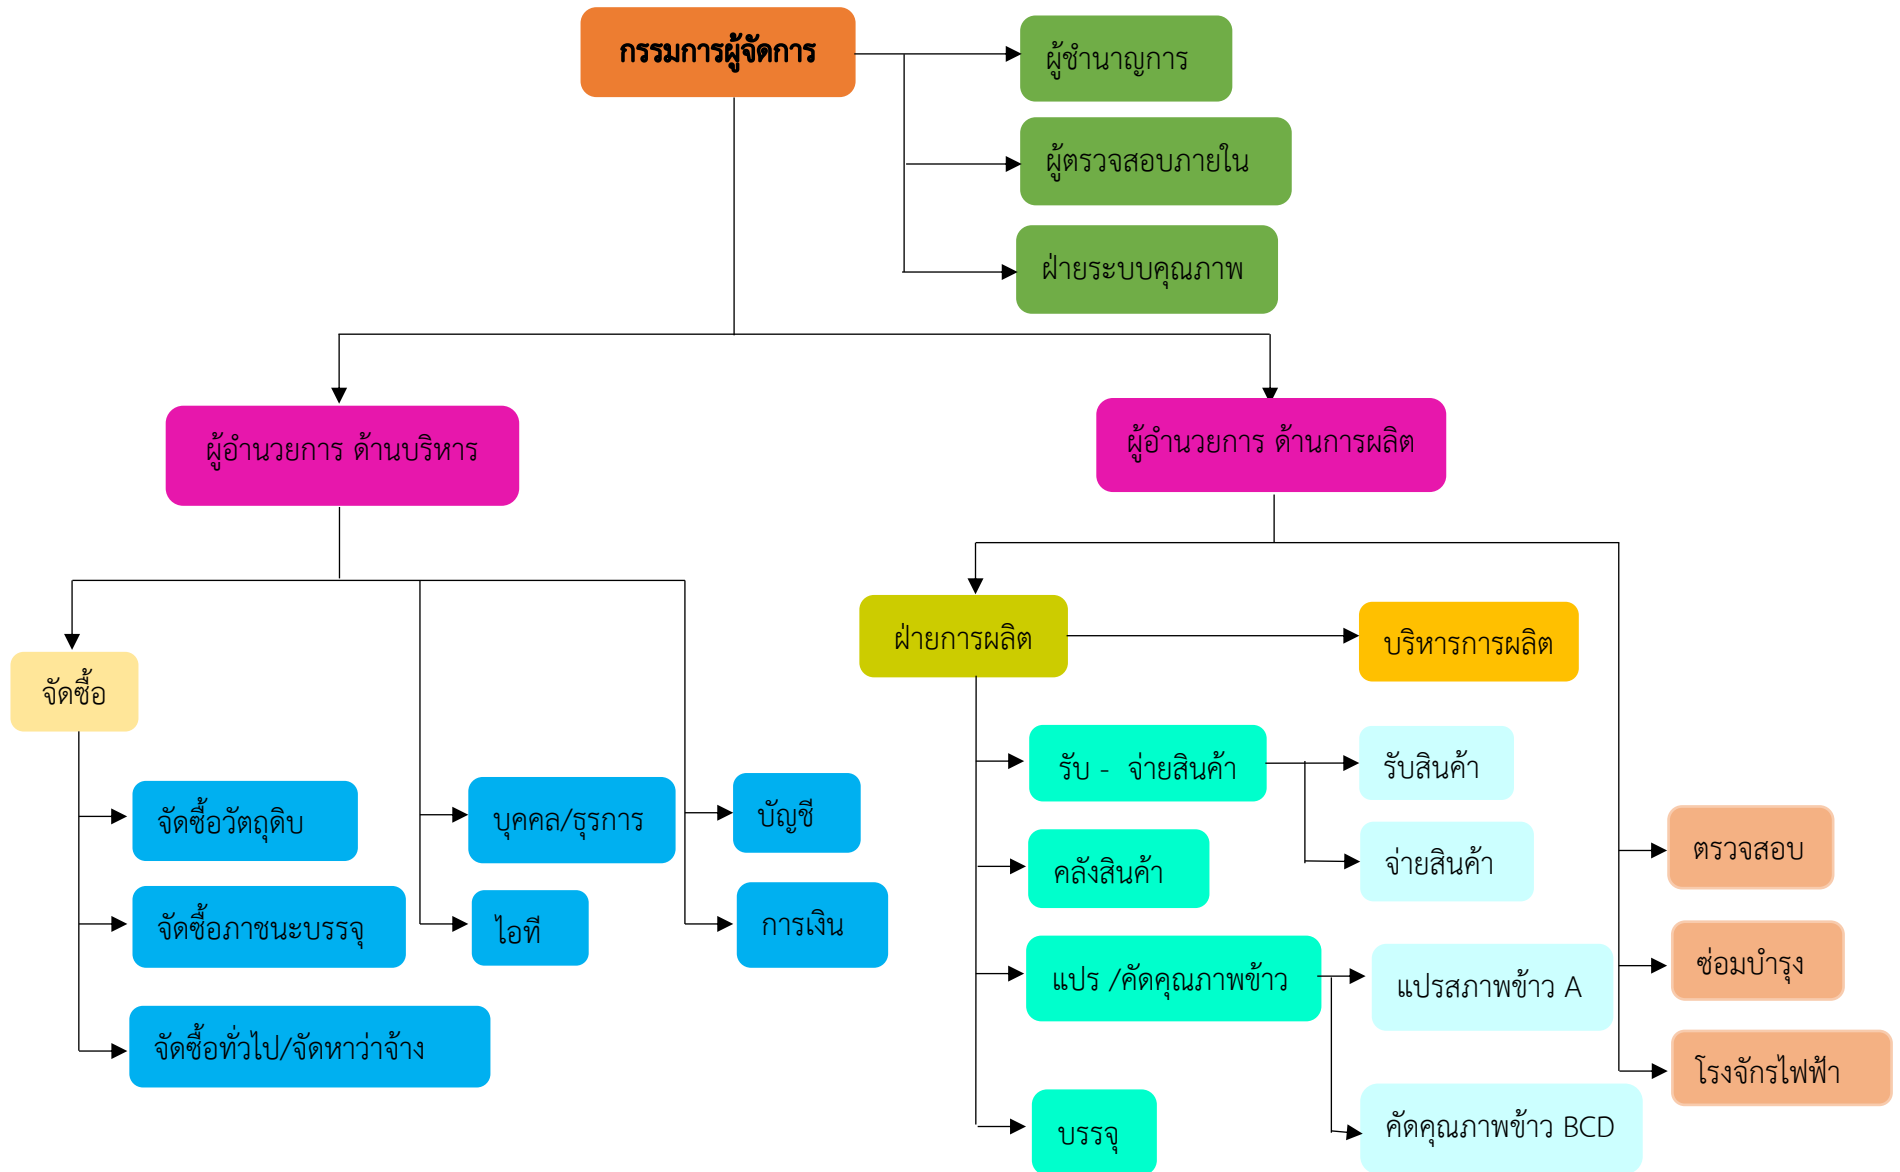 กรรมการผู้จัดการ
ผู้ชำนาญการ
ผู้ตรวจสอบภายใน
ฝ่ายระบบคุณภาพ
ผู้อำนวยการ ด้านบริหาร
ผู้อำนวยการ ด้านการผลิต
จัดซื้อ
จัดซื้อวัตถุดิบ
จัดซื้อภาชนะบรรจุ
จัดซื้อทั่วไป/จัดหาว่าจ้าง
บุคคล/ธุรการ
ไอที
บัญชี
การเงิน
ฝ่ายการผลิต
บริหารการผลิต
รับ - จ่ายสินค้า
รับสินค้า
จ่ายสินค้า
คลังสินค้า
แปร /คัดคุณภาพข้าว
แปรสภาพข้าว A
คัดคุณภาพข้าว BCD
บรรจุ
ตรวจสอบ
ซ่อมบำรุง
โรงจักรไฟฟ้า